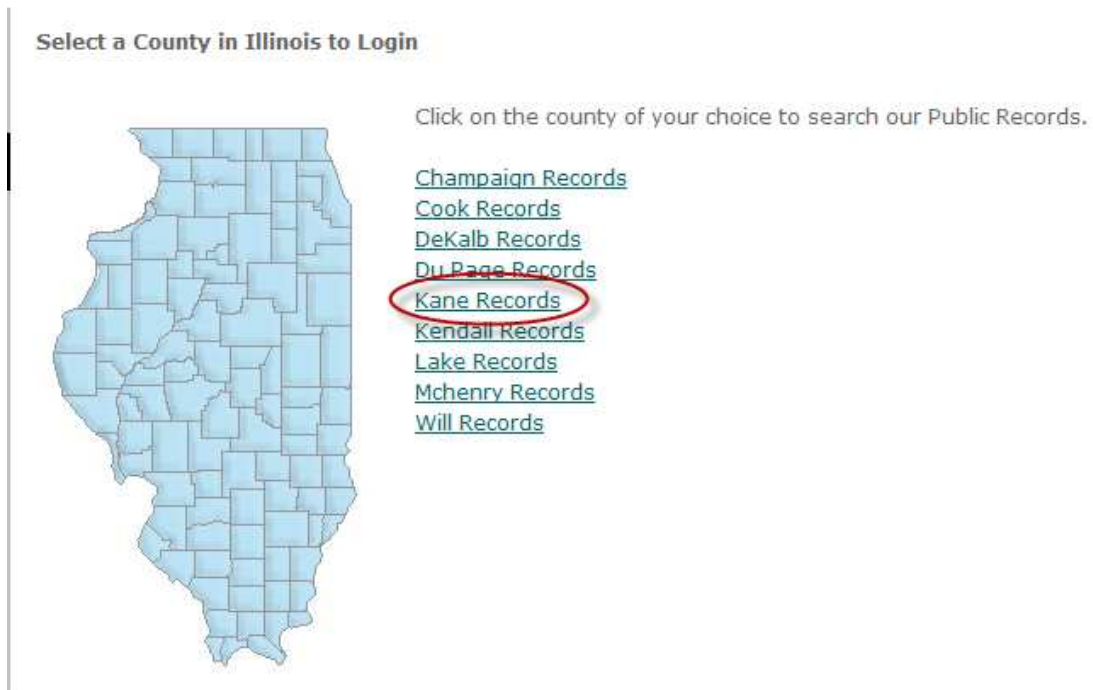 Select a County in Illinois to Login
Click on the county of your choice to search our Public Records.
Champaign Records
Cook Records
DeKalb Records
Du Page Records
Kane Records
Kendall Records
Lake Records
Mchenry Records
Will Records